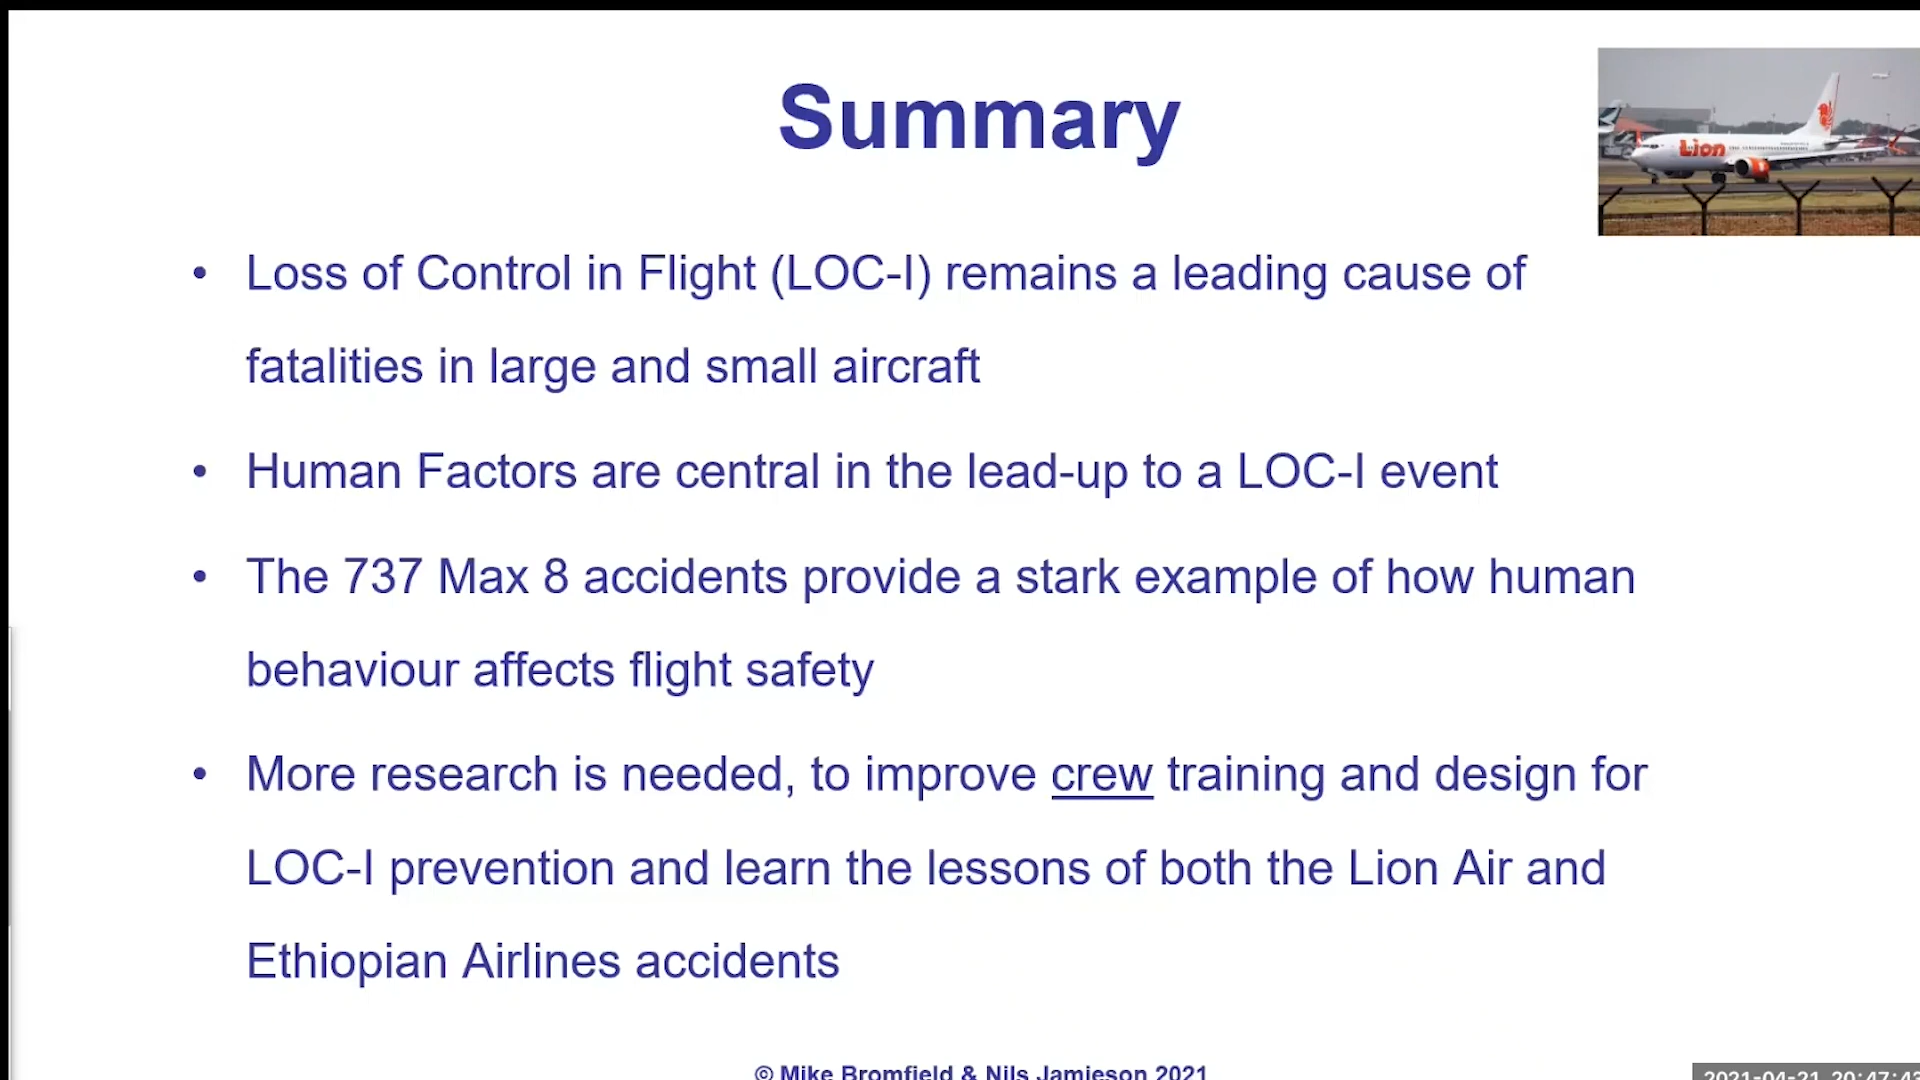 Summary
Lion
• Loss of Control in Flight (LOC-I) remains a leading cause of
fatalities in large and small aircraft
• Human Factors are central in the lead-up to a LOC-I event
• The 737 Max 8 accidents provide a stark example of how human
behaviour affects flight safety
• More research is needed, to improve crew training and design for
LOC-I prevention and learn the lessons of both the Lion Air and
Ethiopian Airlines accidents
© Mike Bromfield & Nils Jamieson 2021
2021-04-21 20:47:43